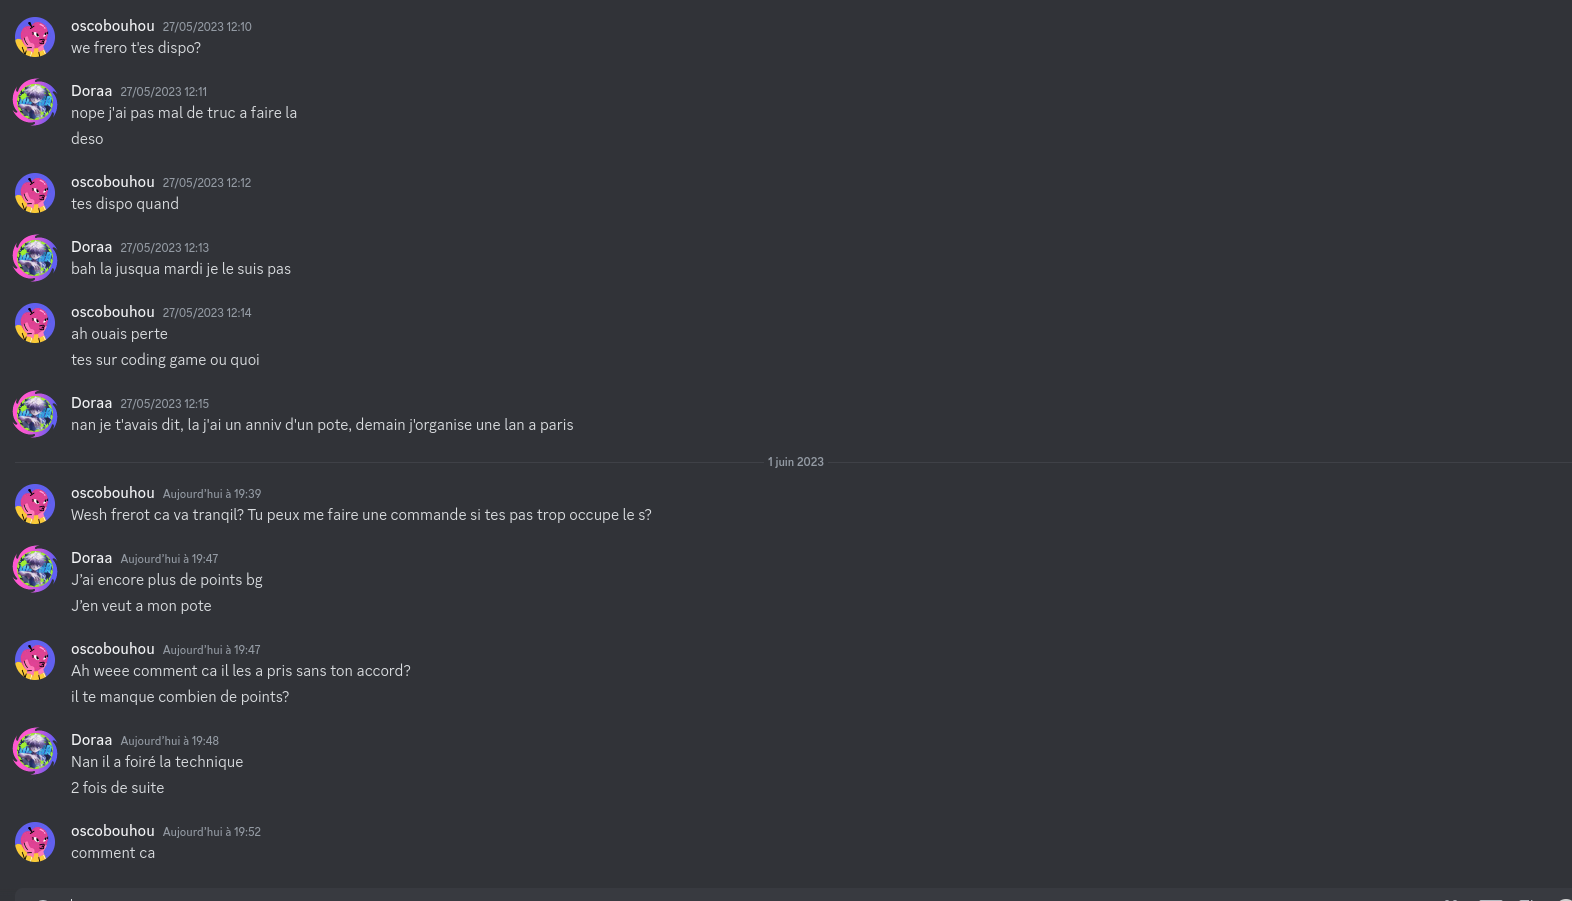 oscobouhou 27/05/2023 12:10
we frero t'es dispo?
Doraa 27/05/2023 12:11
nope j'ai pas mal de truc a faire la
deso
oscobouhou 27/05/2023 12:12
tes dispo quand
Doraa 27/05/2023 12:13
bah la jusqua mardi je le suis pas
oscobouhou 27/05/2023 12:14
ah ouais perte
tes sur coding game ou quoi
Doraa 27/05/2023 12:15
nan je t'avais dit, la j'ai un anniv d'un pote, demain j'organise une lan a paris
1 juin 2023
oscobouhou Aujourd'hui à 19:39
Wesh frerot ca va tranqil? Tu peux me faire une commande si tes pas trop occupe le s?
Doraa Aujourd'hui à 19:47
J'ai encore plus de points bg
J'en veut a mon pote
oscobouhou Aujourd'hui à 19:47
Ah weee comment ca il les a pris sans ton accord?
il te manque combien de points?
Doraa Aujourd'hui à 19:48
Nan il a foiré la technique
2 fois de suite
oscobouhou Aujourd'hui à 19:52
comment ca